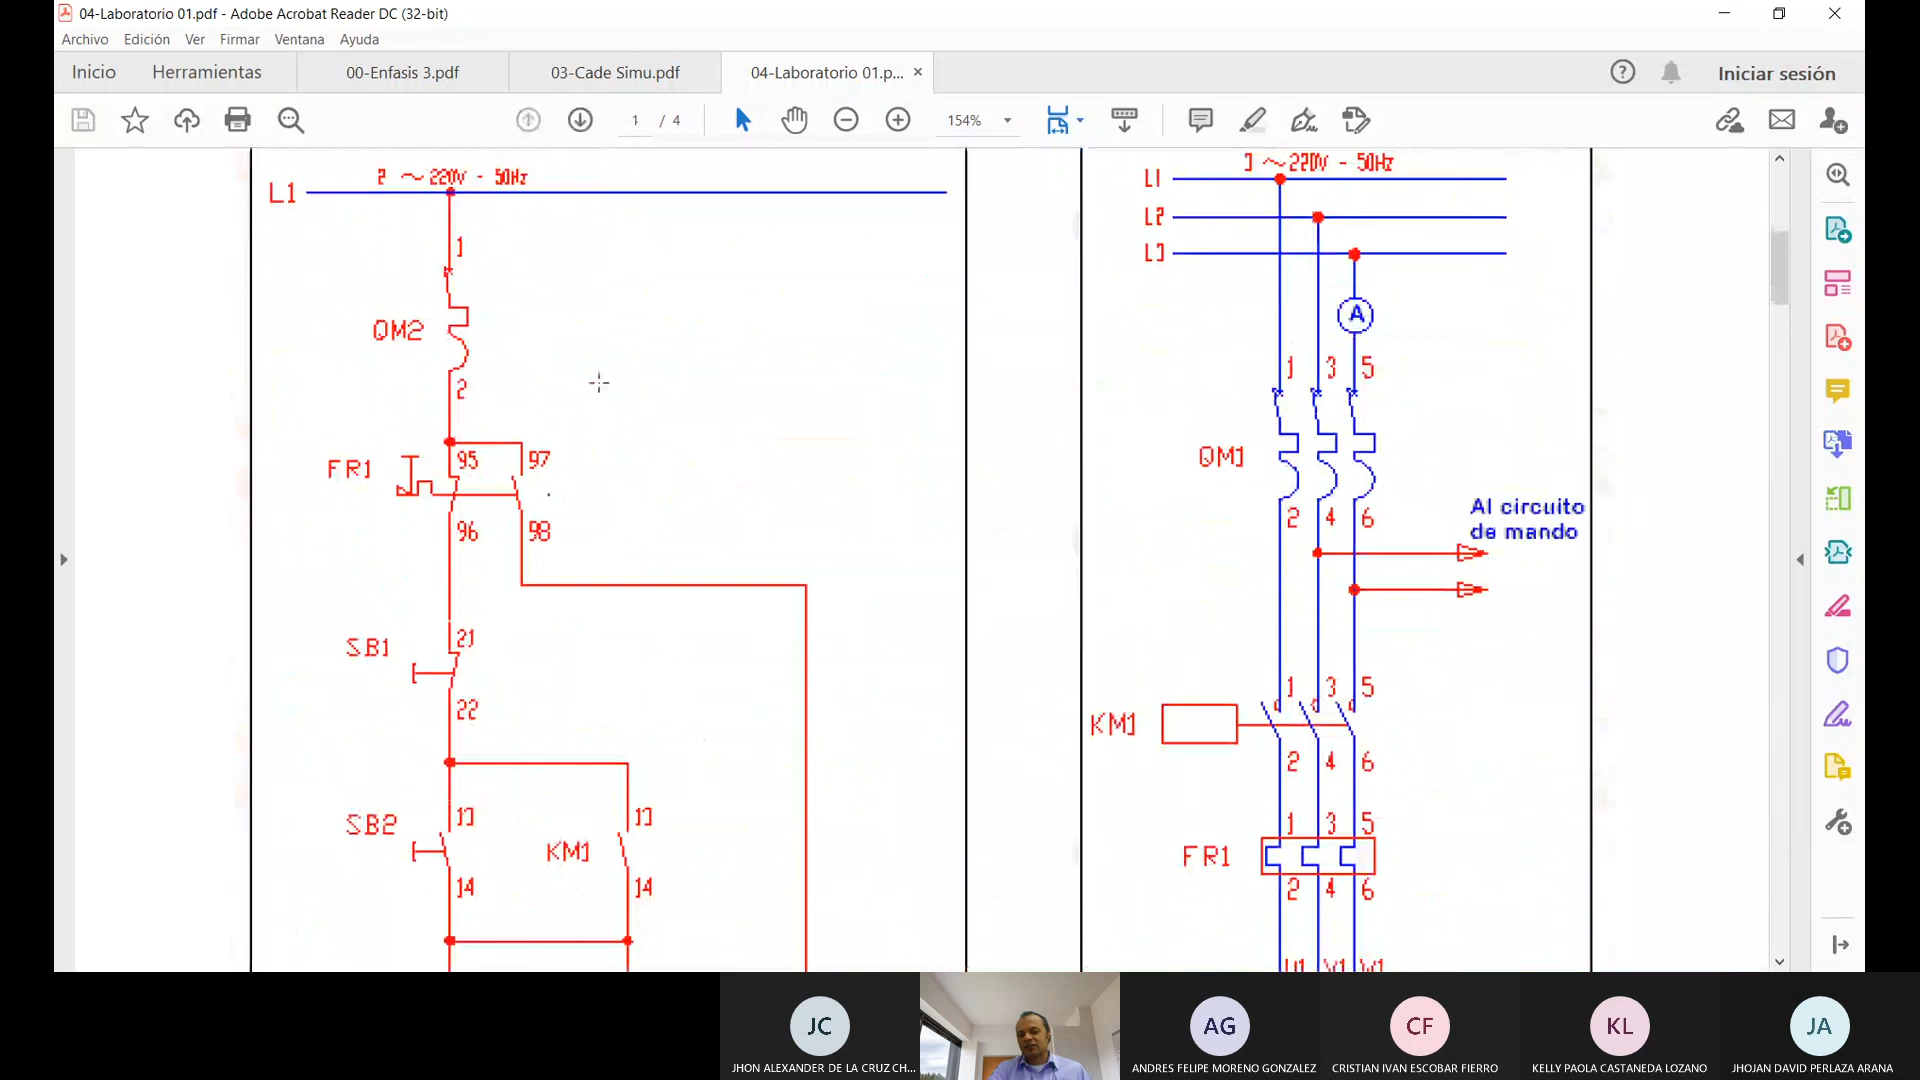 04-Laboratorio 01.pdf - Adobe Acrobat Reader DC (32-bit)
Archivo Edición Ver Firmar Ventana Ayuda
Inicio Herramientas 00-Enfasis 3.pdf 03-Cade Simu.pdf 04-Laboratorio 01.p... × Iniciar sesión
1 / 4 154%
2 ~ 220V - 50Hz
L1
1
QM2
2
FR1
95 97
96 98
SB1
21
22
SB2
13
14
KM1
13
14
3 ~ 220V - 50Hz
L1
L2
L3
A
1 3 5
QM1
2 4 6
Al circuito
de mando
1 3 5
KM1
2 4 6
1 3 5
FR1
2 4 6
U1 V1 W1
JC
JHON ALEXANDER DE LA CRUZ CH...
AG
ANDRES FELIPE MORENO GONZALEZ
CF
CRISTIAN IVAN ESCOBAR FIERRO
KL
KELLY PAOLA CASTANEDA LOZANO
JA
JHOJAN DAVID PERLAZA ARANA